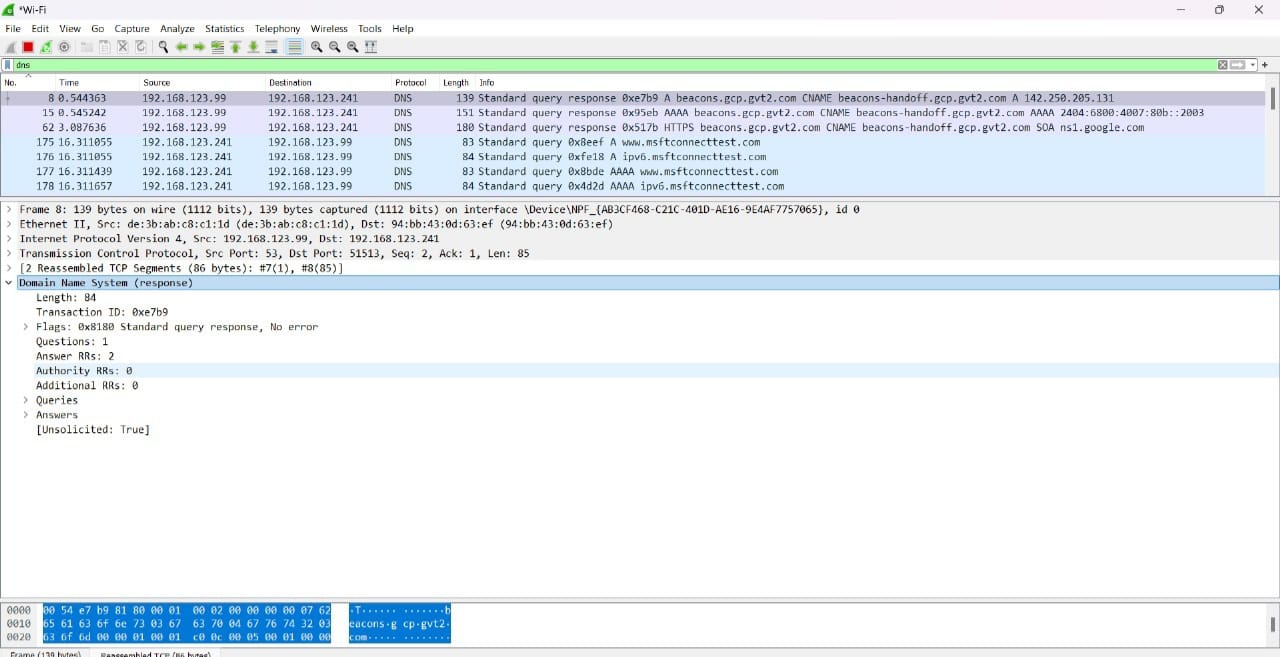 *Wi-Fi
File Edit View Go Capture Analyze Statistics Telephony Wireless Tools Help
dns
No. Time Source Destination Protocol Length Info
8 0.544363 192.168.123.99 192.168.123.241 DNS 139 Standard query response 0xe7b9 A beacons.gcp.gvt2.com CNAME beacons-handoff.gcp.gvt2.com A 142.250.205.131
15 0.545242 192.168.123.99 192.168.123.241 DNS 151 Standard query response 0x95eb AAAA beacons.gcp.gvt2.com CNAME beacons-handoff.gcp.gvt2.com AAAA 2404:6800:4007:80b::2003
62 3.087636 192.168.123.99 192.168.123.241 DNS 180 Standard query response 0x517b HTTPS beacons.gcp.gvt2.com CNAME beacons-handoff.gcp.gvt2.com SOA ns1.google.com
175 16.311055 192.168.123.241 192.168.123.99 DNS 83 Standard query 0x8eef A www.msftconnecttest.com
176 16.311055 192.168.123.241 192.168.123.99 DNS 84 Standard query 0xfe18 A ipv6.msftconnecttest.com
177 16.311439 192.168.123.241 192.168.123.99 DNS 83 Standard query 0x8bde AAAA www.msftconnecttest.com
178 16.311657 192.168.123.241 192.168.123.99 DNS 84 Standard query 0x4d2d AAAA ipv6.msftconnecttest.com
Frame 8: 139 bytes on wire (1112 bits), 139 bytes captured (1112 bits) on interface \Device\NPF_{AB3CF468-C21C-401D-AE16-9E4AF7757065}, id 0
Ethernet II, Src: de:3b:ab:c8:c1:1d (de:3b:ab:c8:c1:1d), Dst: 94:bb:43:0d:63:ef (94:bb:43:0d:63:ef)
Internet Protocol Version 4, Src: 192.168.123.99, Dst: 192.168.123.241
Transmission Control Protocol, Src Port: 53, Dst Port: 51513, Seq: 2, Ack: 1, Len: 85
[2 Reassembled TCP Segments (86 bytes): #7(1), #8(85)]
Domain Name System (response)
Length: 84
Transaction ID: 0xe7b9
Flags: 0x8180 Standard query response, No error
Questions: 1
Answer RRs: 2
Authority RRs: 0
Additional RRs: 0
Queries
Answers
[Unsolicited: True]
0000 00 54 e7 b9 81 80 00 01 00 02 00 00 00 00 07 62 ·T······ ·······b
0010 65 61 63 6f 6e 73 03 67 63 70 04 67 76 74 32 03 eacons·g cp·gvt2·
0020 63 6f 6d 00 00 01 00 01 c0 0c 00 05 00 01 00 00 com····· ········
Frame (139 bytes) Reassembled TCP (86 bytes)